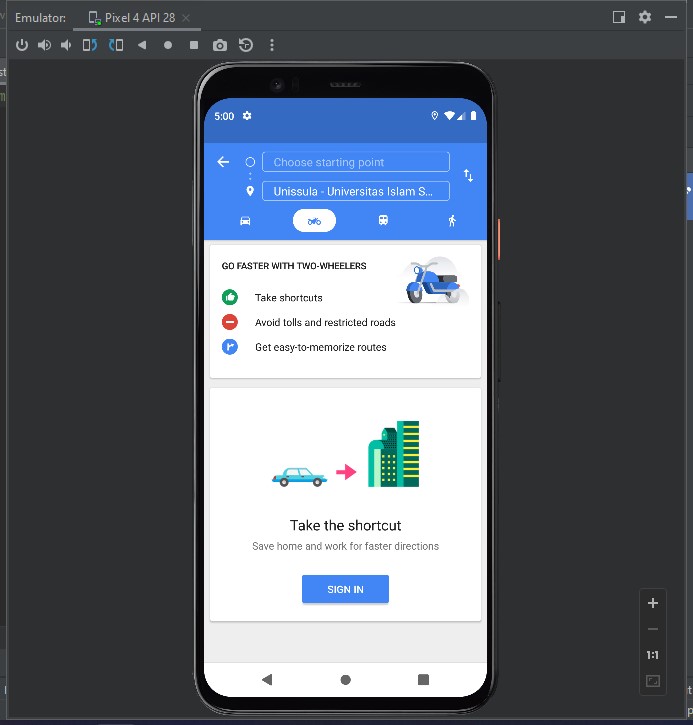 Emulator: Pixel 4 API 28
5:00
Choose starting point
Unissula - Universitas Islam S...
GO FASTER WITH TWO-WHEELERS
Take shortcuts
Avoid tolls and restricted roads
Get easy-to-memorize routes
Take the shortcut
Save home and work for faster directions
SIGN IN
1:1